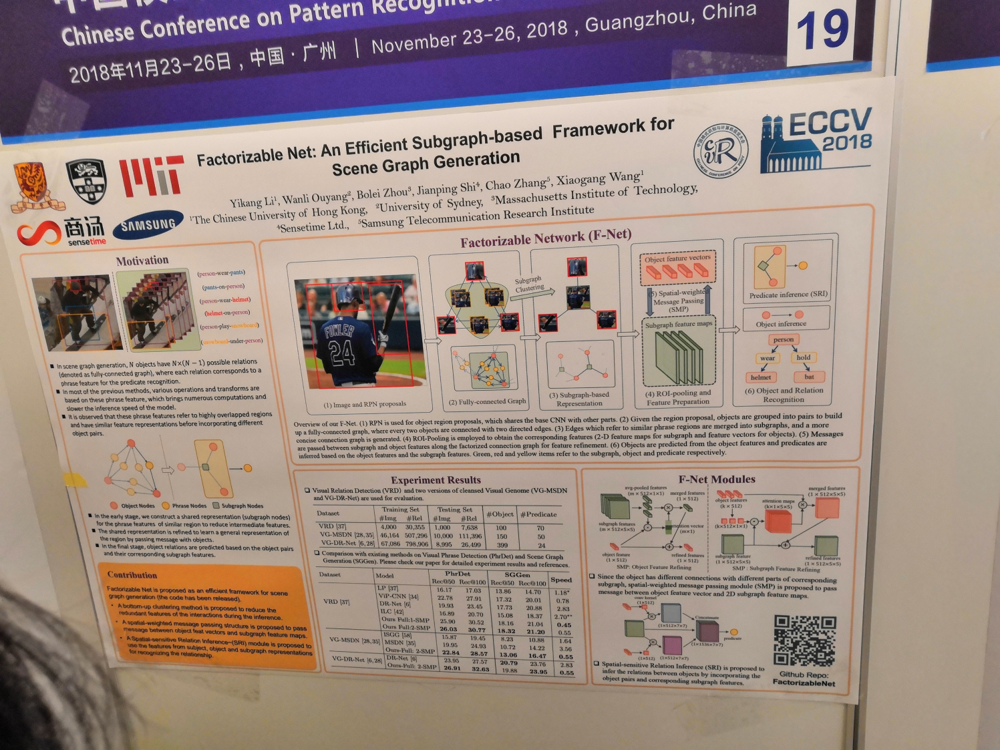 Chinese Conference on Pattern Recognition
2018年11月23-26日，中国·广州 | November 23-26, 2018 , Guangzhou, China
19
Factorizable Net: An Efficient Subgraph-based Framework for
Scene Graph Generation
Yikang Li¹, Wanli Ouyang², Bolei Zhou³, Jianping Shi⁴, Chao Zhang⁵, Xiaogang Wang¹
¹The Chinese University of Hong Kong, ²University of Sydney, ³Massachusetts Institute of Technology,
⁴Sensetime Ltd., ⁵Samsung Telecommunication Research Institute
MIT
商汤
sensetime
SAMSUNG
ECCV
2018
Motivation
(person-wear-pants)
(pants-on-person)
(person-wear-helmet)
(helmet-on-person)
(person-play-snowboard)
(snowboard-under-person)
■ In scene graph generation, N objects have N×(N − 1) possible relations
(denoted as fully-connected graph), where each relation corresponds to a
phrase feature for the predicate recognition.
■ In most of the previous methods, various operations and transforms are
based on these phrase feature, which brings numerous computations and
slower the inference speed of the model.
■ It is observed that these phrase features refer to highly overlapped regions
and have similar feature representations before incorporating different
object pairs.
Object Nodes Phrase Nodes Subgraph Nodes
■ In the early stage, we construct a shared representation (subgraph nodes)
for the phrase features of similar region to reduce intermediate features.
■ The shared representation is refined to learn a general representation of
the region by passing message with objects.
■ In the final stage, object relations are predicted based on the object pairs
and their corresponding subgraph features.
Contribution
Factorizable Net is proposed as an efficient framework for scene
graph generation (the code has been released).
• A bottom-up clustering method is proposed to reduce the
redundant features of the interactions during the inference.
• A spatial-weighted message passing structure is proposed to pass
message between object feat vectors and subgraph feature maps.
• A Spatial-sensitive Relation Inference-(SRI) module is proposed to
use the features from subject, object and subgraph representations
for recognizing the relationship.
Factorizable Network (F-Net)
FOWLER
24
(1) Image and RPN proposals
(2) Fully-connected Graph
Subgraph
Clustering
(3) Subgraph-based
Representation
Object feature vectors
(5) Spatial-weighted
Message Passing
(SMP)
Subgraph feature maps
(4) ROI-pooling and
Feature Preparation
Predicate inference (SRI)
Object inference
person
wear hold
helmet bat
(6) Object and Relation
Recognition
Overview of our F-Net. (1) RPN is used for object region proposals, which shares the base CNN with other parts. (2) Given the region proposal, objects are grouped into pairs to build
up a fully-connected graph, where every two objects are connected with two directed edges. (3) Edges which refer to similar phrase regions are merged into subgraphs, and a more
concise connection graph is generated. (4) ROI-Pooling is employed to obtain the corresponding features (2-D feature maps for subgraph and feature vectors for objects). (5) Messages
are passed between subgraph and object features along the factorized connection graph for feature refinement. (6) Objects are predicted from the object features and predicates are
inferred based on the object features and the subgraph features. Green, red and yellow items refer to the subgraph, object and predicate respectively.
Experiment Results
❑ Visual Relation Detection (VRD) and two versions of cleansed Visual Genome (VG-MSDN
and VG-DR-Net) are used for evaluation.
Dataset Training Set Testing Set #Object #Predicate
#Img #Rel #Img #Rel
VRD [37] 4,000 30,355 1,000 7,638 100 70
VG-MSDN [28,35] 46,164 507,296 10,000 111,396 150 50
VG-DR-Net [6,28] 67,086 798,906 8,995 26,499 399 24
❑ Comparison with existing methods on Visual Phrase Detection (PhrDet) and Scene Graph
Generation (SGGen). Please check our paper for detailed experiment results and references.
Dataset Model PhrDet SGGen Speed
Rec@50 Rec@100 Rec@50 Rec@100
VRD [37] LP [37] 16.17 17.03 13.86 14.70 1.18*
ViP-CNN [34] 22.78 27.91 17.32 20.01 0.78
DR-Net [6] 19.93 23.45 17.73 20.88 2.83
ILC [42] 16.89 20.70 15.08 18.37 2.70**
Ours Full:1-SMP 25.90 30.52 18.16 21.04 0.45
Ours Full:2-SMP 26.03 30.77 18.32 21.20 0.55
VG-MSDN [28,35] ISGG [58] 15.87 19.45 8.23 10.88 1.64
MSDN [35] 19.95 24.93 10.72 14.22 3.56
Ours-Full: 2-SMP 22.84 28.57 13.06 16.47 0.55
VG-DR-Net [6,28] DR-Net [6] 23.95 27.57 20.79 23.76 2.83
Ours-Full: 2-SMP 26.91 32.63 19.88 23.95 0.55
F-Net Modules
avg-pooled features
(m × 512×1×1)
merged features
(1 × 512)
subgraph features
(m × 512×5×5)
attention vector
(m×1)
object feature
(1 × 512)
refined features
(1 × 512)
SMP: Object Feature Refining
object features
(k × 512)
attention maps
(k×1×5×5)
merged features
(1 × 512×5×5)
(k×512×1×1)
subgraph feature
(1 × 512×5×5)
refined features
(1 × 512×5×5)
SMP : Subgraph Feature Refining
❑ Since the object has different connections with different parts of corresponding
subgraph, spatial-weighted message passing module (SMP) is proposed to pass
message between object feature vector and 2D subgraph feature maps.
(1×512)
(1×512×7×7)
Concatenate
(1×1536×7×7)
predicate
(1×512) (1×512×7×7)
❑ Spatial-sensitive Relation Inference (SRI) is proposed to
infer the relations between objects by incorporating the
object pairs and corresponding subgraph features.
Github Repo:
FactorizableNet